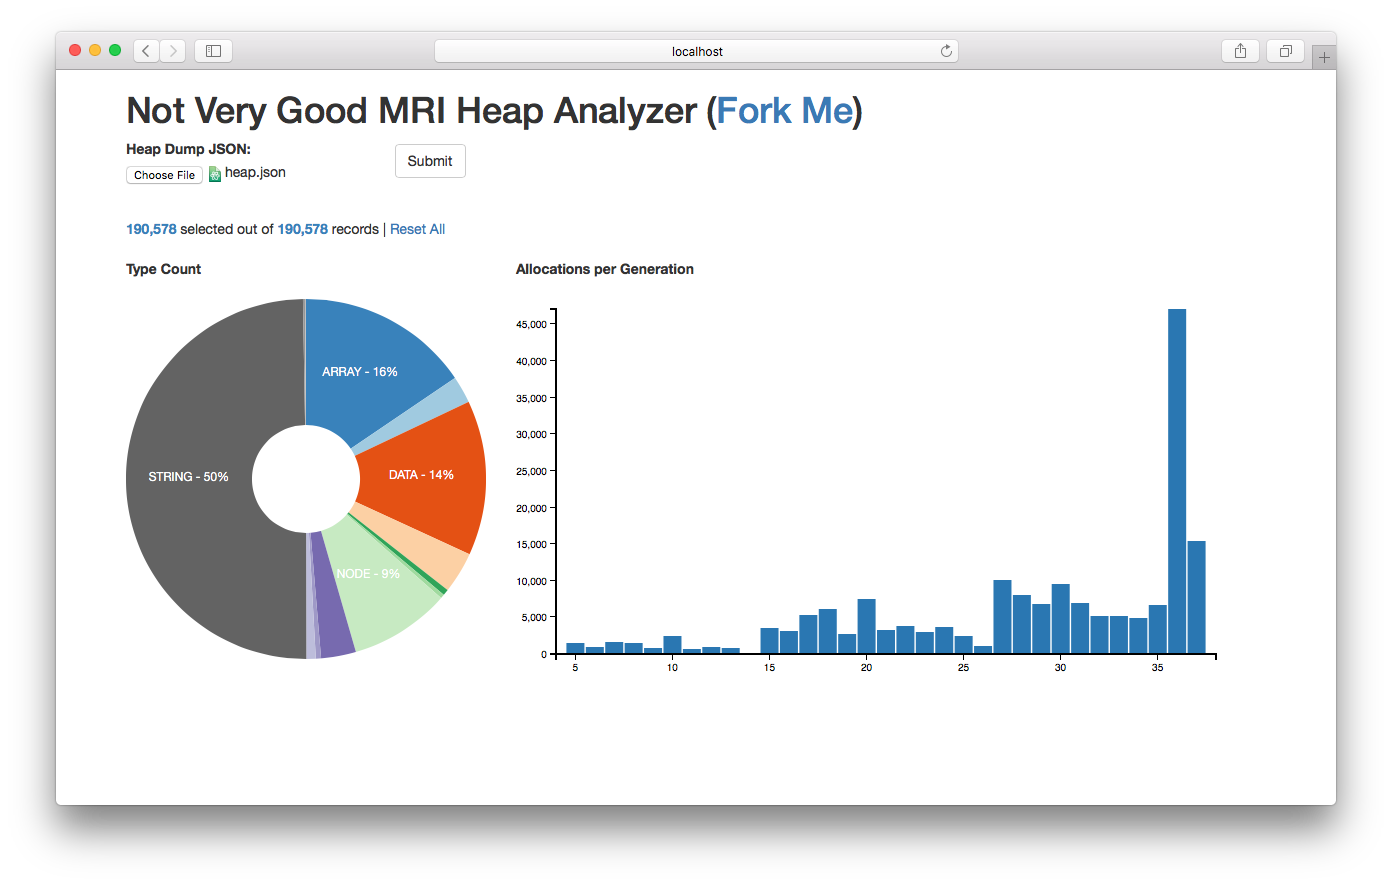 localhost
Not Very Good MRI Heap Analyzer (Fork Me)
Heap Dump JSON:
Submit
Choose File heap.json
190,578 selected out of 190,578 records | Reset All
Type Count
ARRAY - 16%
DATA - 14%
STRING - 50%
NODE - 9%
Allocations per Generation
45,000
40,000
35,000
30,000
25,000
20,000
15,000
10,000
5,000
0
5 10 15 20 25 30 35